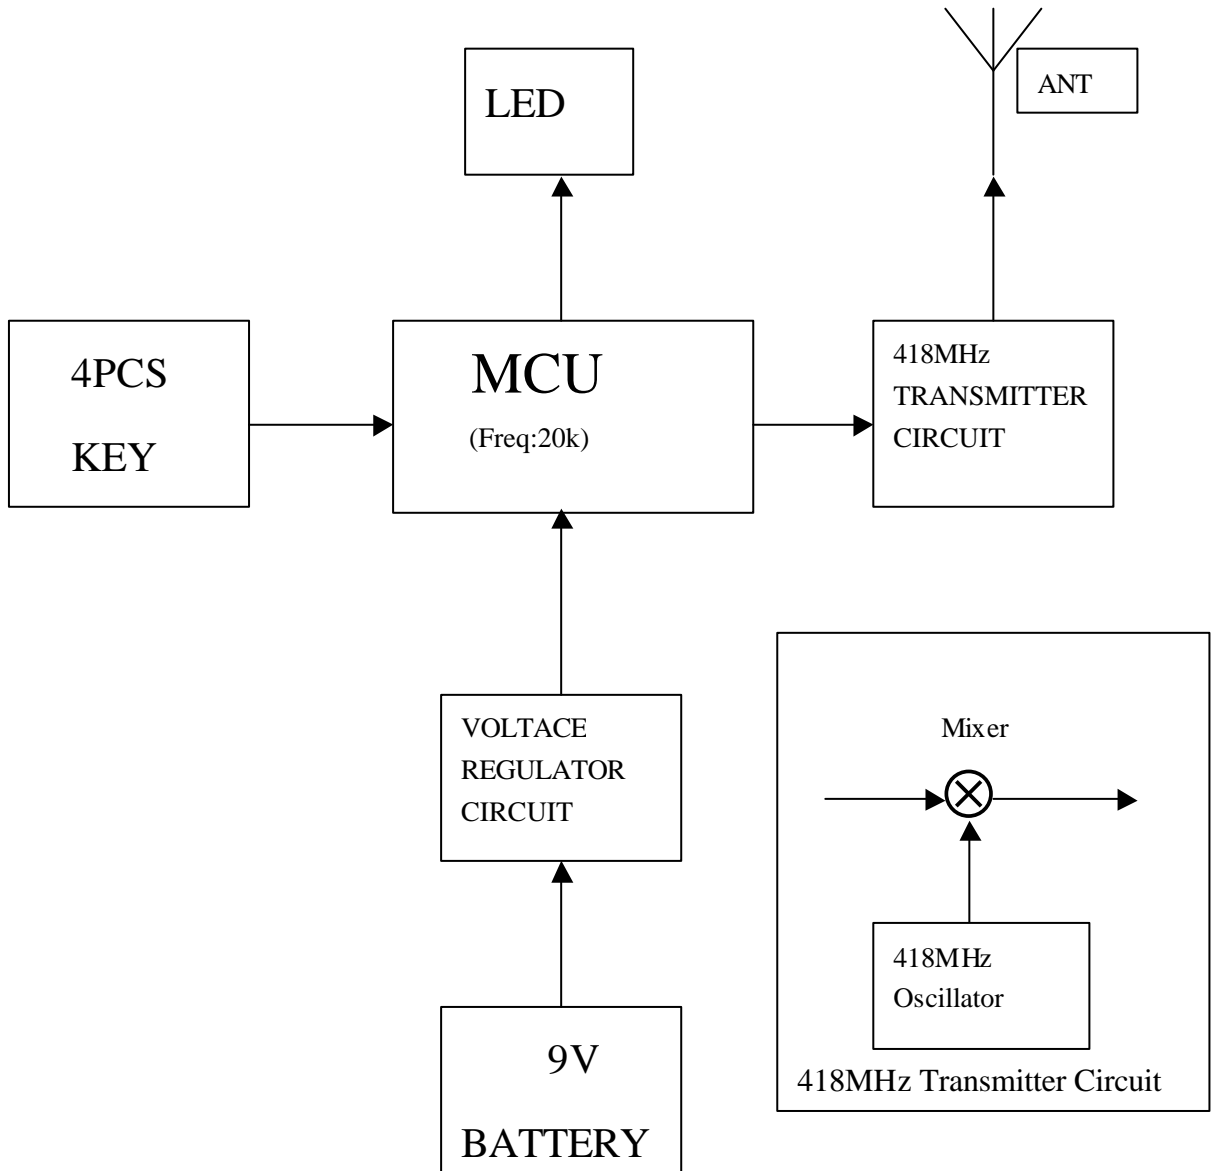 LED
ANT
4PCS
KEY
MCU
(Freq:20k)
418MHz
TRANSMITTER
CIRCUIT
VOLTACE
REGULATOR
CIRCUIT
Mixer
418MHz
Oscillator
418MHz Transmitter Circuit
9V
BATTERY